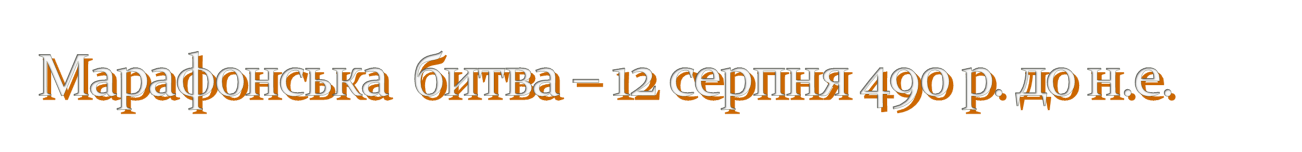 Марафонська битва – 12 серпня 490 р. до н.е.